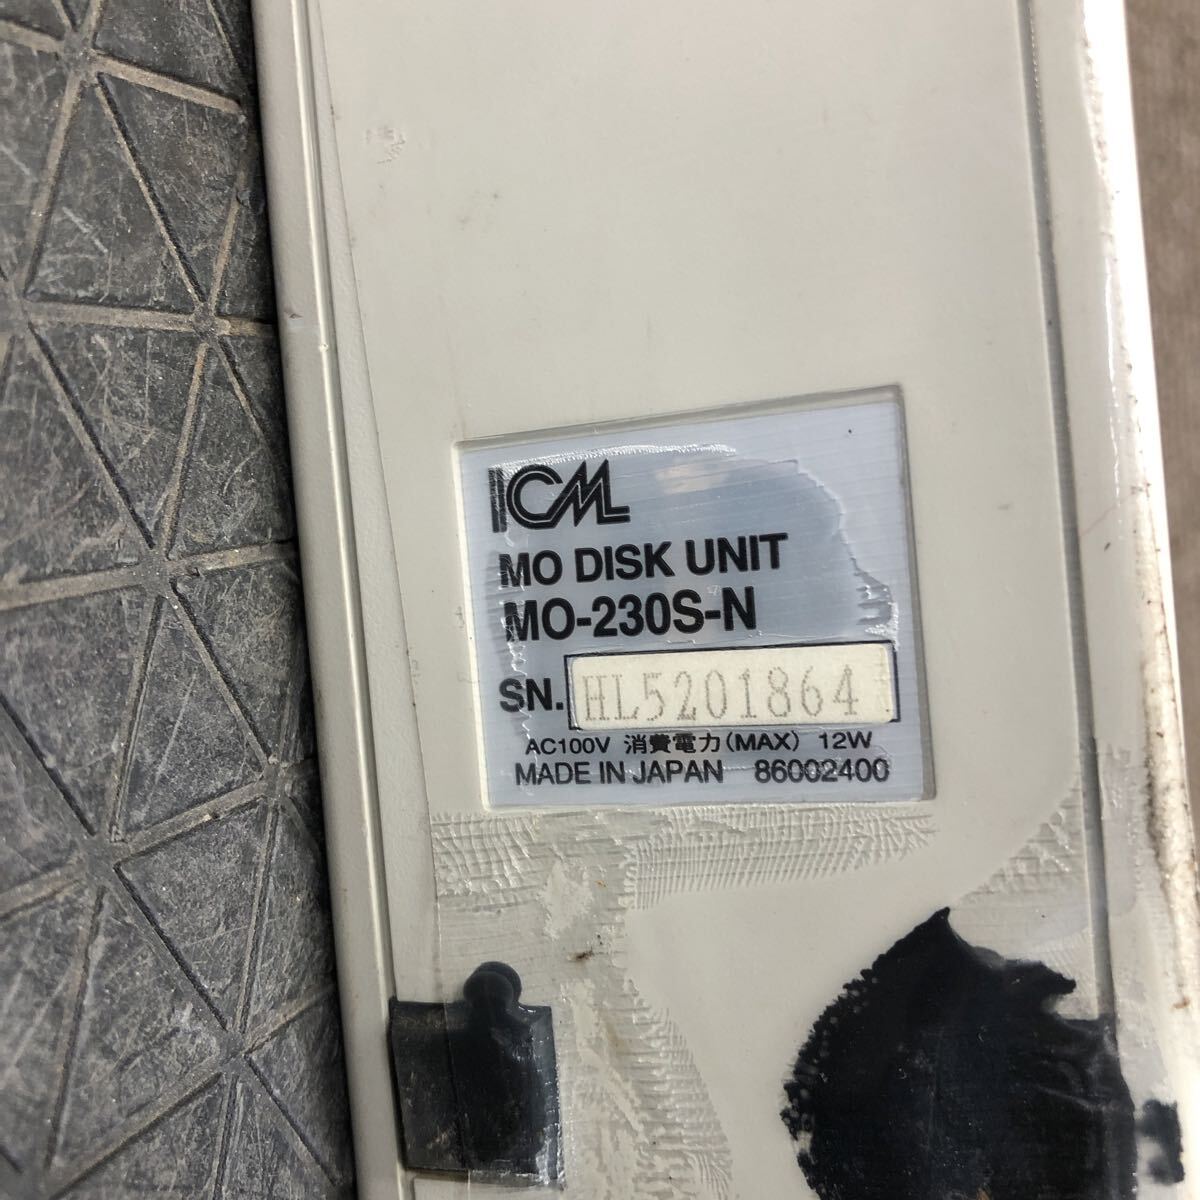 ICM
MO DISK UNIT
MO-230S-N
SN. HL5201864
AC100V 消費電力(MAX) 12W
MADE IN JAPAN 86002400